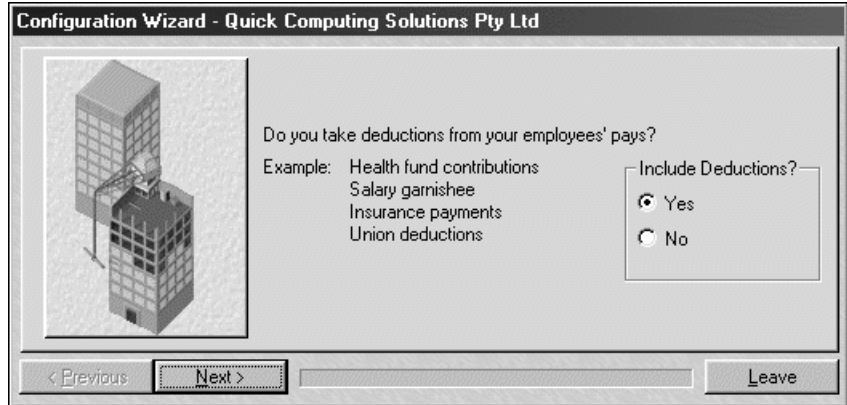 Configuration Wizard - Quick Computing Solutions Pty Ltd
Do you take deductions from your employees' pays?
Example: Health fund contributions
Salary garnishee
Insurance payments
Union deductions
Include Deductions?
Yes
No
< Previous
Next >
Leave